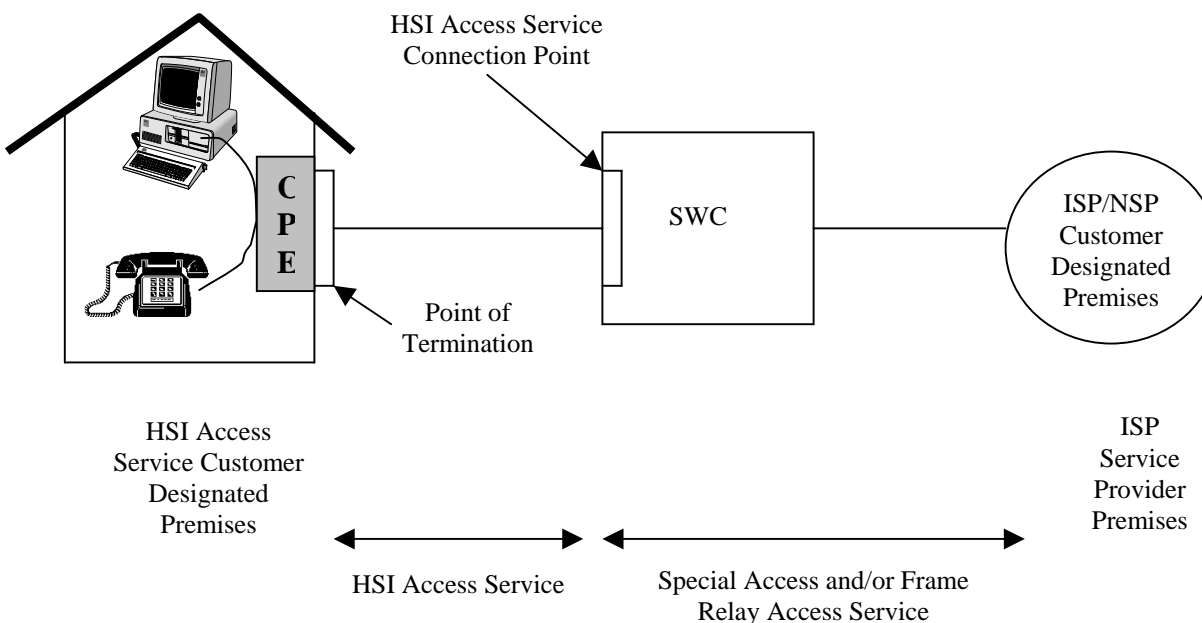 HSI Access Service
Connection Point
C
P
E
SWC
ISP/NSP
Customer
Designated
Premises
Point of
Termination
HSI Access
Service Customer
Designated
Premises
ISP
Service
Provider
Premises
HSI Access Service
Special Access and/or Frame
Relay Access Service